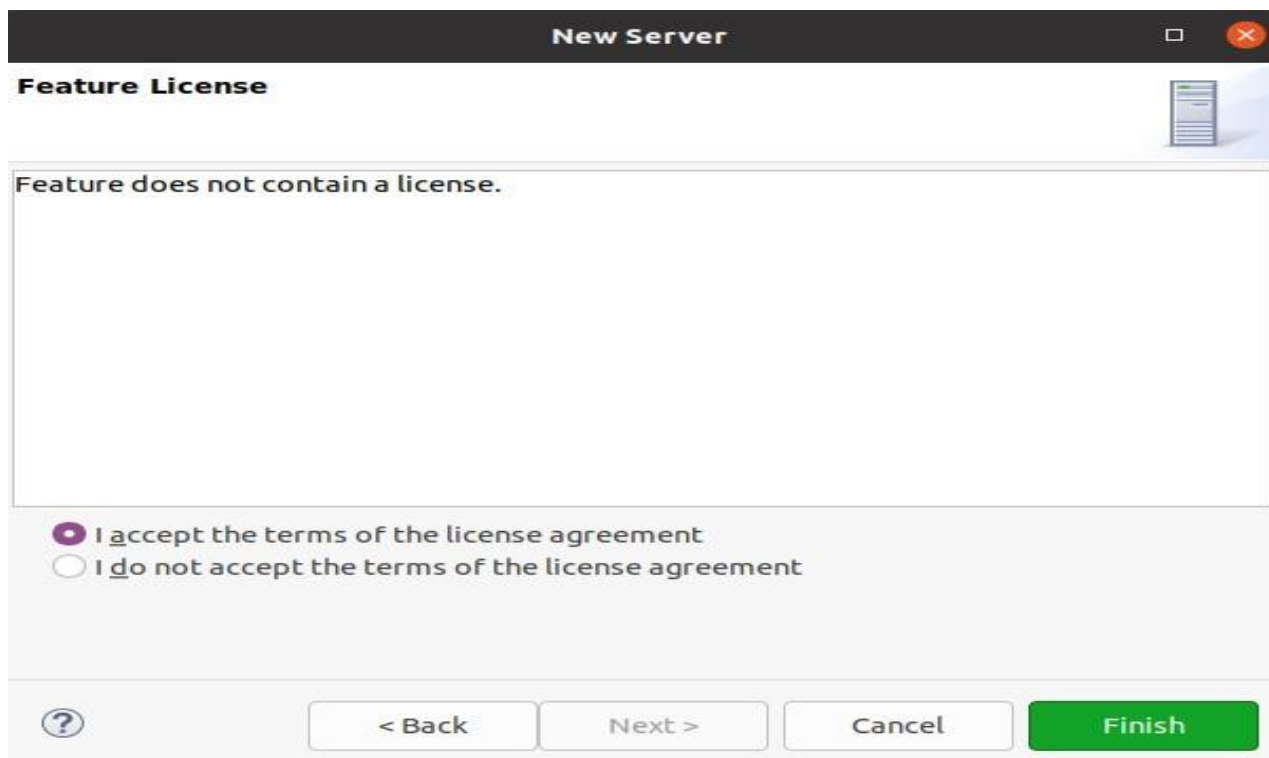 New Server
Feature License
Feature does not contain a license.
I accept the terms of the license agreement
I do not accept the terms of the license agreement
? < Back Next > Cancel Finish